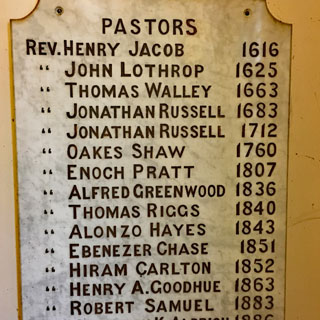 PASTORS
REV. HENRY JACOB 1616
" JOHN LOTHROP 1625
" THOMAS WALLEY 1663
" JONATHAN RUSSELL 1683
" JONATHAN RUSSELL 1712
" OAKES SHAW 1760
" ENOCH PRATT 1807
" ALFRED GREENWOOD 1836
" THOMAS RIGGS 1840
" ALONZO HAYES 1843
" EBENEZER CHASE 1851
" HIRAM CARLTON 1852
" HENRY A. GOODHUE 1863
" ROBERT SAMUEL 1883
K. ALDRICH 1886